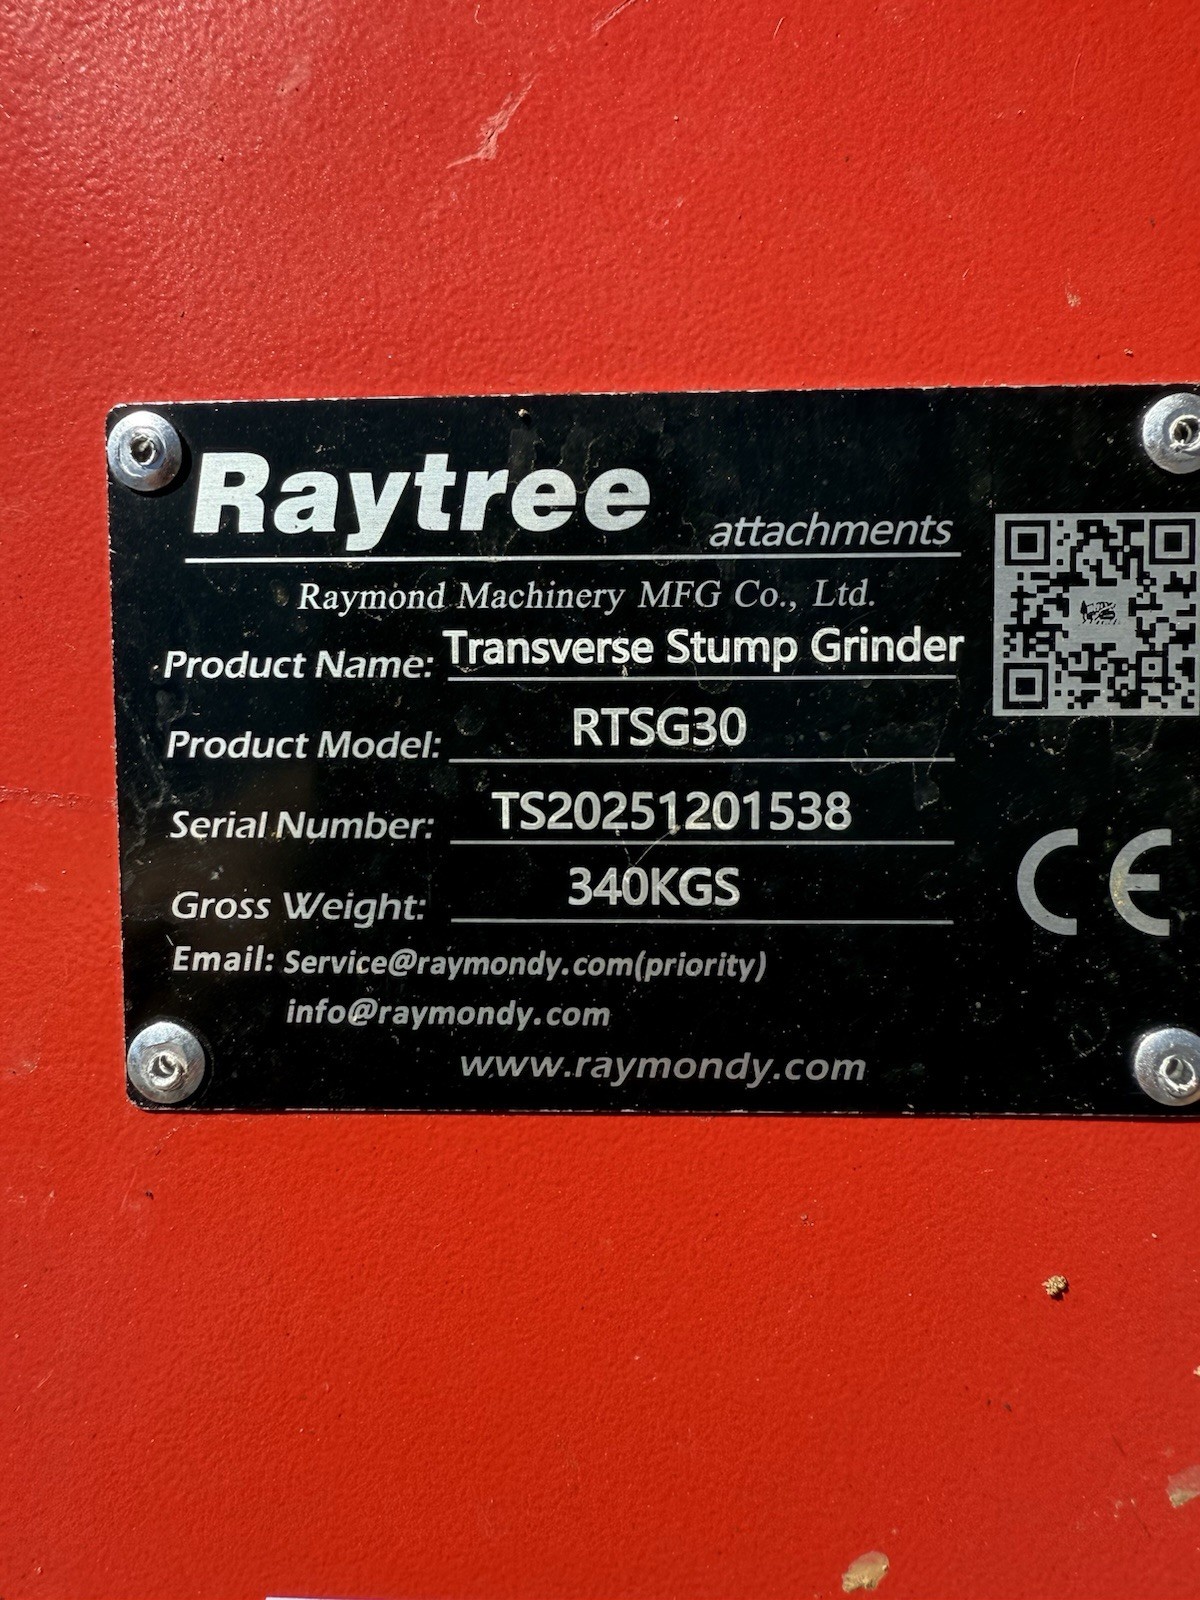 Raytree attachments
Raymond Machinery MFG Co., Ltd.
Product Name: Transverse Stump Grinder
Product Model: RTSG30
Serial Number: TS20251201538
Gross Weight: 340KGS
Email: Service@raymondy.com(priority)
info@raymondy.com
www.raymondy.com
CE